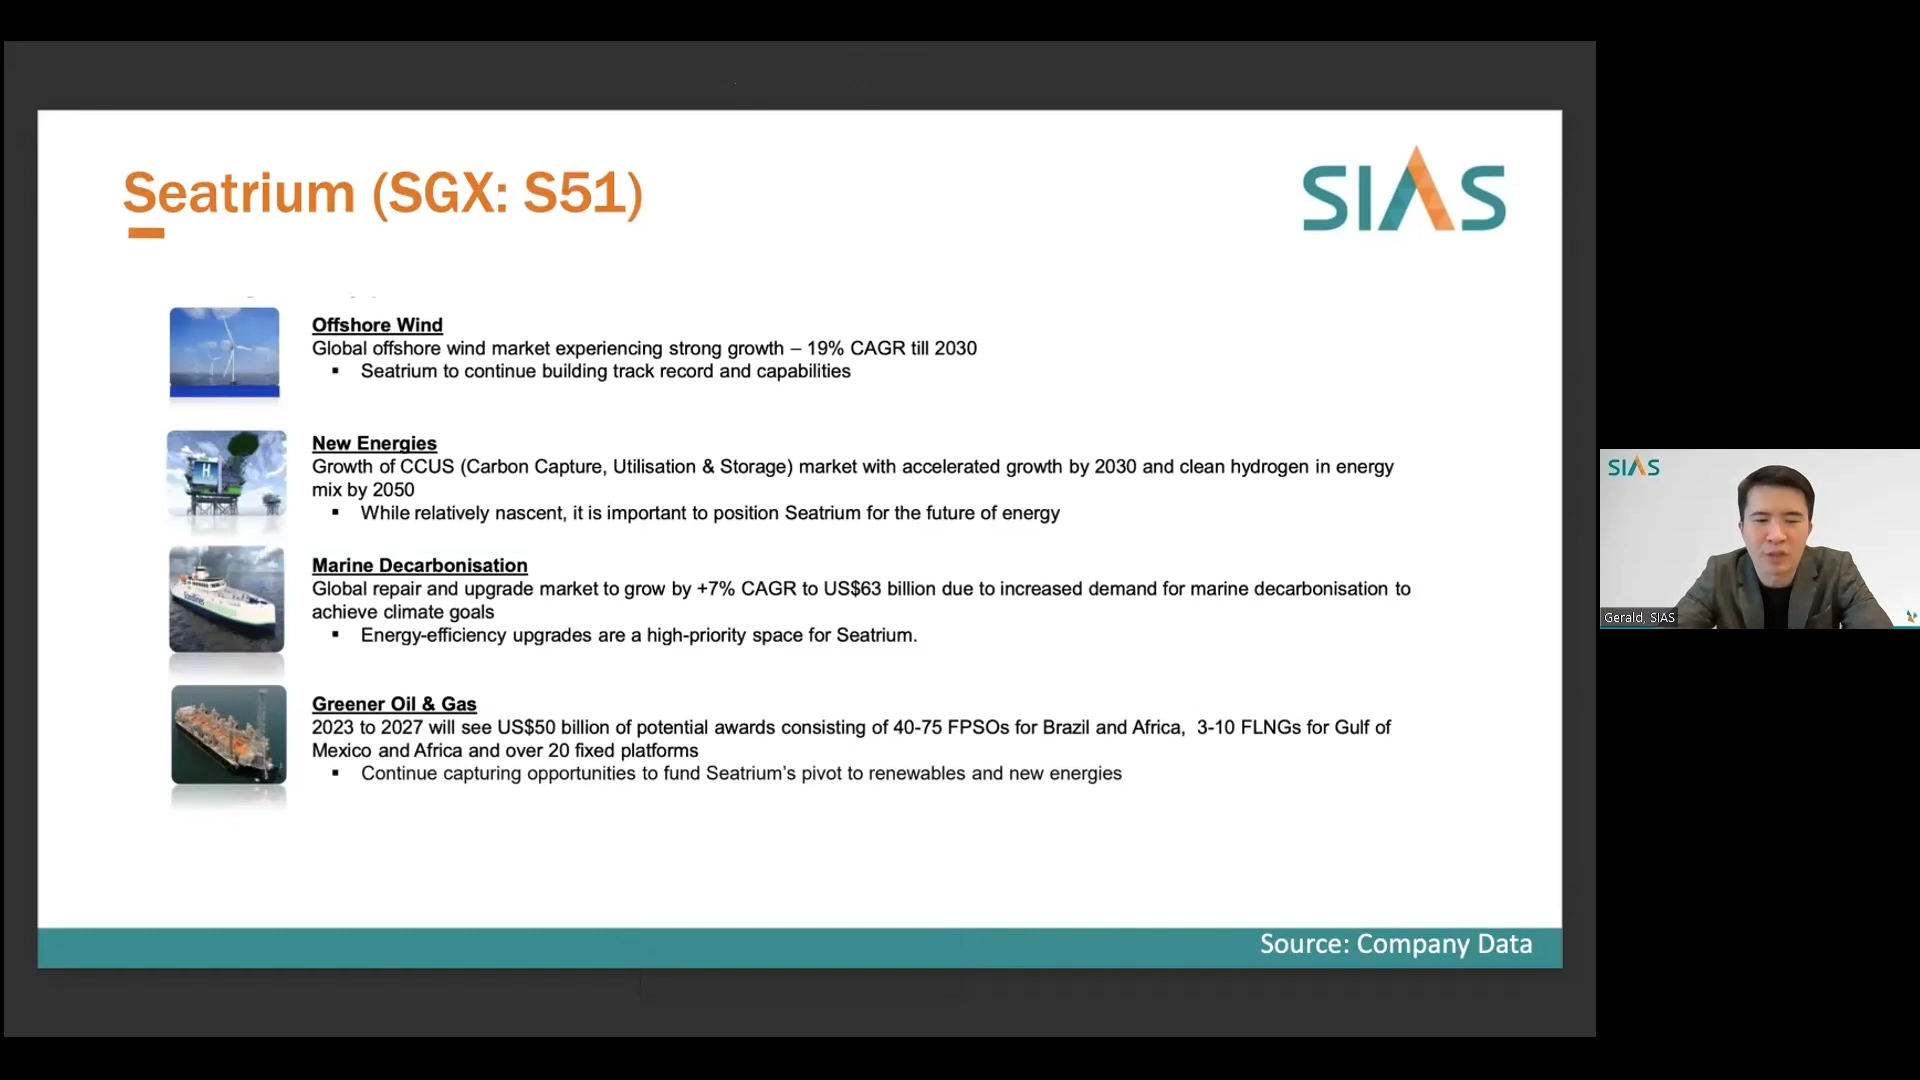 Seatrium (SGX: S51)
SIAS
Offshore Wind
Global offshore wind market experiencing strong growth – 19% CAGR till 2030
▪ Seatrium to continue building track record and capabilities
New Energies
Growth of CCUS (Carbon Capture, Utilisation & Storage) market with accelerated growth by 2030 and clean hydrogen in energy
mix by 2050
▪ While relatively nascent, it is important to position Seatrium for the future of energy
H
Marine Decarbonisation
Global repair and upgrade market to grow by +7% CAGR to US$63 billion due to increased demand for marine decarbonisation to
achieve climate goals
▪ Energy-efficiency upgrades are a high-priority space for Seatrium.
Greener Oil & Gas
2023 to 2027 will see US$50 billion of potential awards consisting of 40-75 FPSOs for Brazil and Africa, 3-10 FLNGs for Gulf of
Mexico and Africa and over 20 fixed platforms
▪ Continue capturing opportunities to fund Seatrium's pivot to renewables and new energies
Source: Company Data
SIAS
Gerald, SIAS